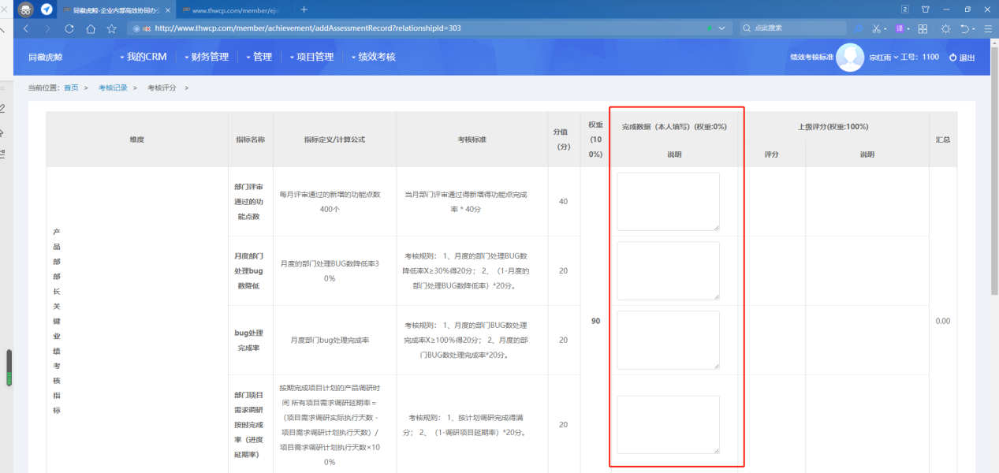 同徽虎鲸-企业内部高效协同办公
www.thwcp.com/member/ej
2
http://www.thwcp.com/member/achievement/addAssessmentRecord?relationshipId=303
点此搜索
译
同徽虎鲸
我的CRM
财务管理
管理
项目管理
绩效考核
绩效考核标准
宗红雨
工号：1100
退出
当前位置： 首页 > 考核记录 > 考核评分 >
维度
指标名称
指标定义/计算公式
考核标准
分值
（分）
权重
(10
0%)
完成数据（本人填写）(权重:0%)
说明
上级评分(权重:100%)
评分
说明
汇总
产
品
部
部
长
关
键
业
绩
考
核
指
标
部门评审
通过的功
能点数
每月评审通过的新增的功能点数
400个
当月部门评审通过得新增得功能点完成
率 * 40分
40
月度部门
处理bug
数降低
月度的部门处理BUG数降低率3
0%
考核规则： 1、月度的部门处理BUG数
降低率X≥30%得20分； 2、（1-月度的
部门处理BUG数降低率）*20分。
20
bug处理
完成率
月度部门bug处理完成率
考核规则： 1、月度的部门BUG数处理
完成率X≥100%得20分； 2、月度的部
门BUG数处理完成率*20分。
20
部门项目
需求调研
按时完成
率（进度
延期率）
按期完成项目计划的产品调研时
间 所有项目需求调研延期率＝
（项目需求调研实际执行天数 -
项目需求调研计划执行天数）/
项目需求调研计划执行天数×10
0%
考核规则： 1、按计划调研完成得满
分； 2、（1-调研项目延期率）*20分。
20
90
0.00